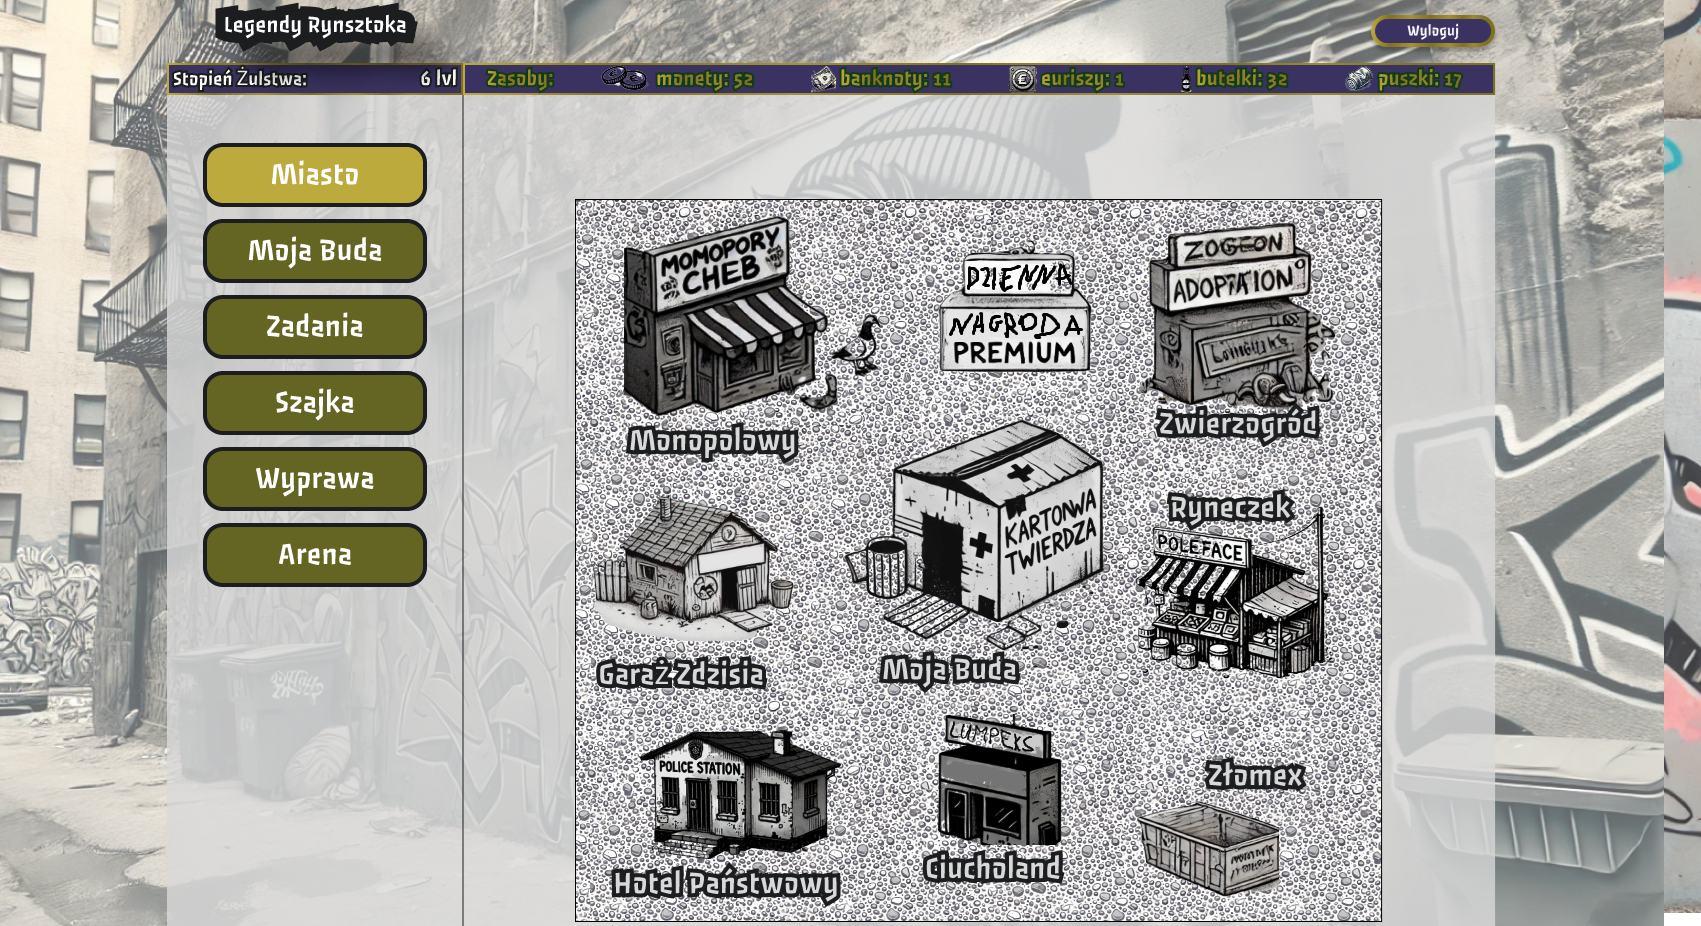 Legendy Rynsztoka
Wyloguj
Stopień Żulstwa: 6 lvl
Zasoby: monety: 52 banknoty: 11 euriszy: 1 butelki: 32 puszki: 17
Miasto
Moja Buda
Zadania
Szajka
Wyprawa
Arena
MOMOPORY
CHEB
DZIENNA
NAGRODA
PREMIUM
ZOGEON
ADOPTATION
Monopolowy
Zwierzogród
KARTONWA
TWIERDZA
Ryneczek
POLEFACE
Garaż Zdzisia
Moja Buda
POLICE STATION
LUMPEKS
Złomex
Hotel Państwowy
Ciucholand